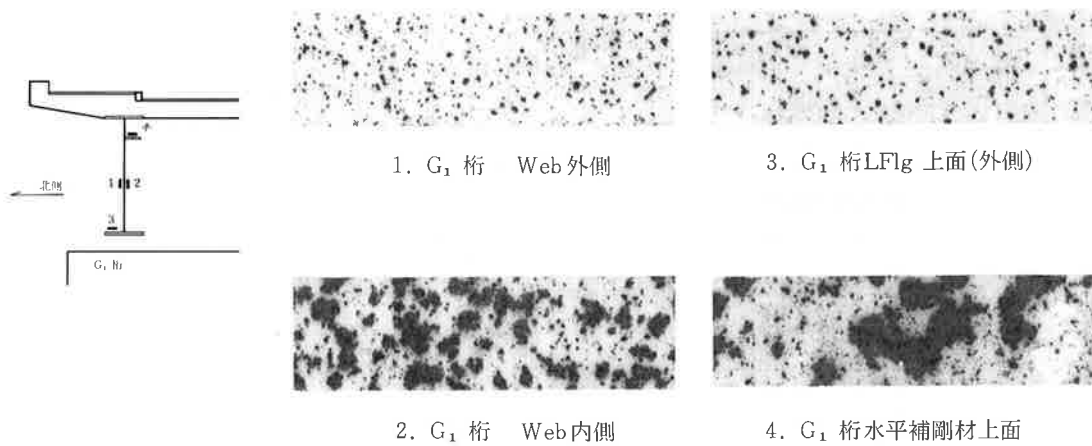 北側
1
2
3
4
G₁ 桁
1. G₁ 桁 Web外側
3. G₁ 桁LFlg 上面(外側)
2. G₁ 桁 Web内側
4. G₁ 桁水平補剛材上面